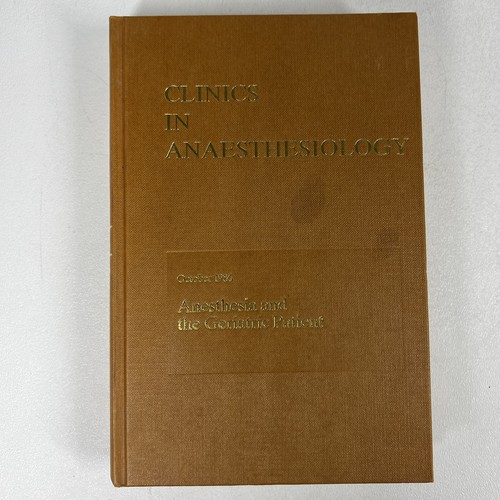 CLINICS
IN
ANAESTHESIOLOGY
October 1986
Anesthesia and
the Geriatric Patient